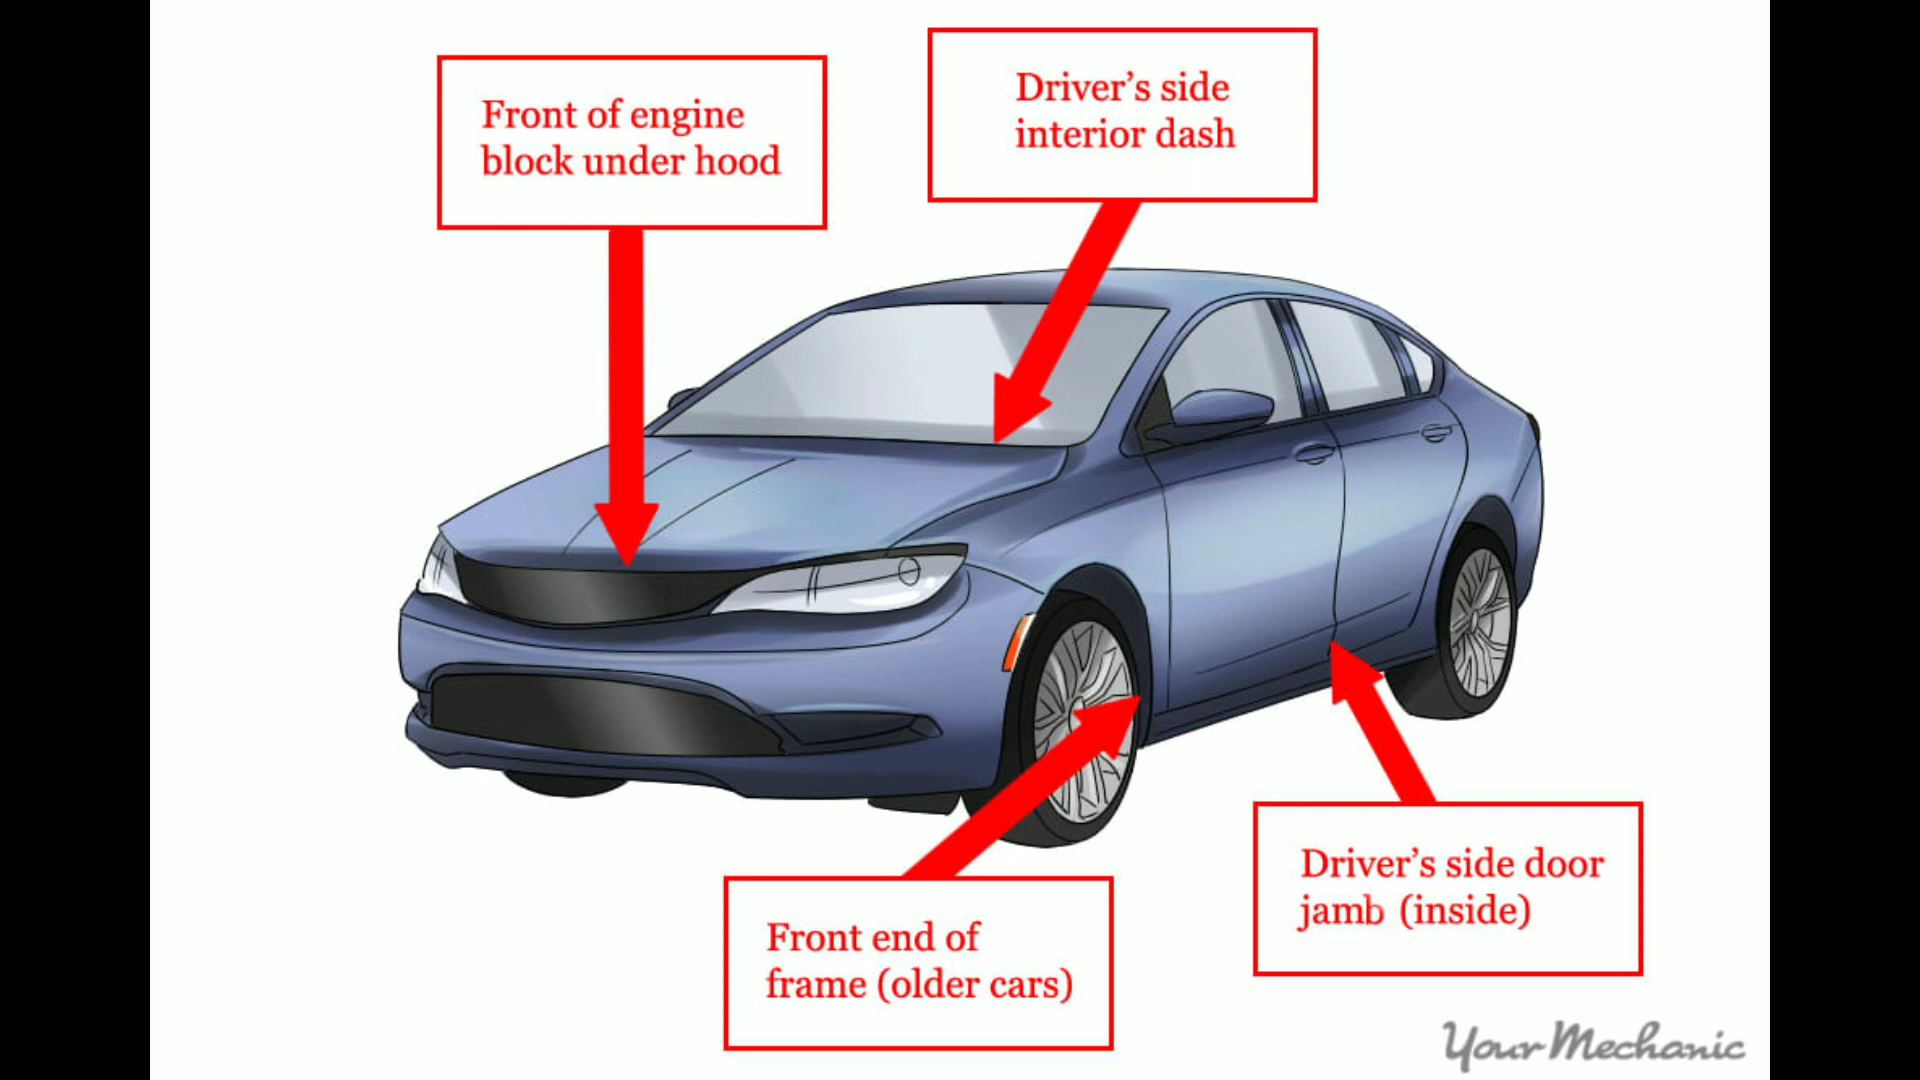 Front of engine
block under hood
Driver's side
interior dash
Front end of
frame (older cars)
Driver's side door
jamb (inside)
YourMechanic